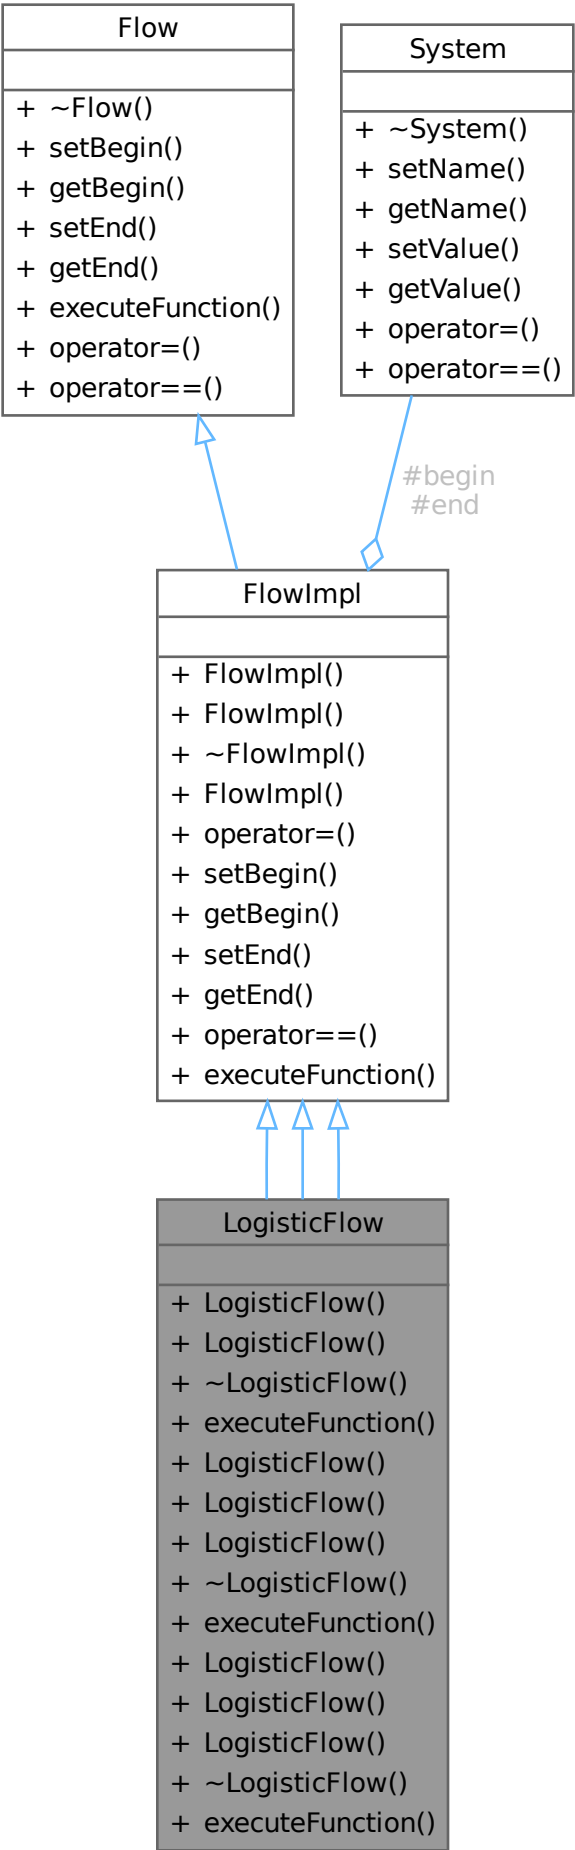 Flow
+ ~Flow()
+ setBegin()
+ getBegin()
+ setEnd()
+ getEnd()
+ executeFunction()
+ operator=()
+ operator==()
System
+ ~System()
+ setName()
+ getName()
+ setValue()
+ getValue()
+ operator=()
+ operator==()
#begin
#end
FlowImpl
+ FlowImpl()
+ FlowImpl()
+ ~FlowImpl()
+ FlowImpl()
+ operator=()
+ setBegin()
+ getBegin()
+ setEnd()
+ getEnd()
+ operator==()
+ executeFunction()
LogisticFlow
+ LogisticFlow()
+ LogisticFlow()
+ ~LogisticFlow()
+ executeFunction()
+ LogisticFlow()
+ LogisticFlow()
+ LogisticFlow()
+ ~LogisticFlow()
+ executeFunction()
+ LogisticFlow()
+ LogisticFlow()
+ LogisticFlow()
+ ~LogisticFlow()
+ executeFunction()